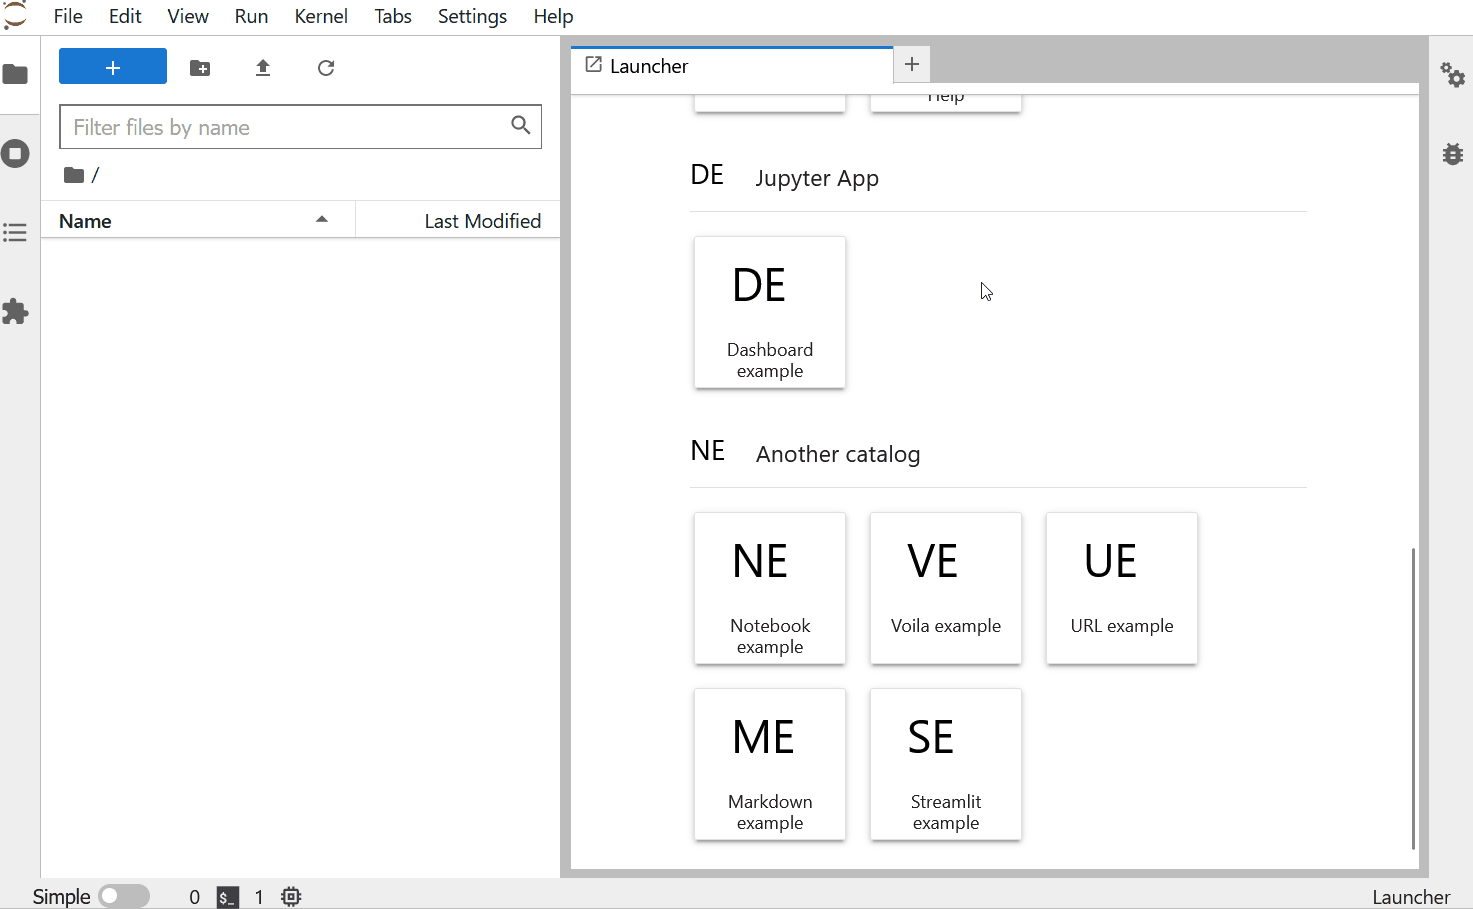 File Edit View Run Kernel Tabs Settings Help
+
Filter files by name
/
Name Last Modified
Launcher +
Help
DE Jupyter App
DE
Dashboard
example
NE Another catalog
NE
Notebook
example
VE
Voila example
UE
URL example
ME
Markdown
example
SE
Streamlit
example
Simple 0 $_ 1 Launcher